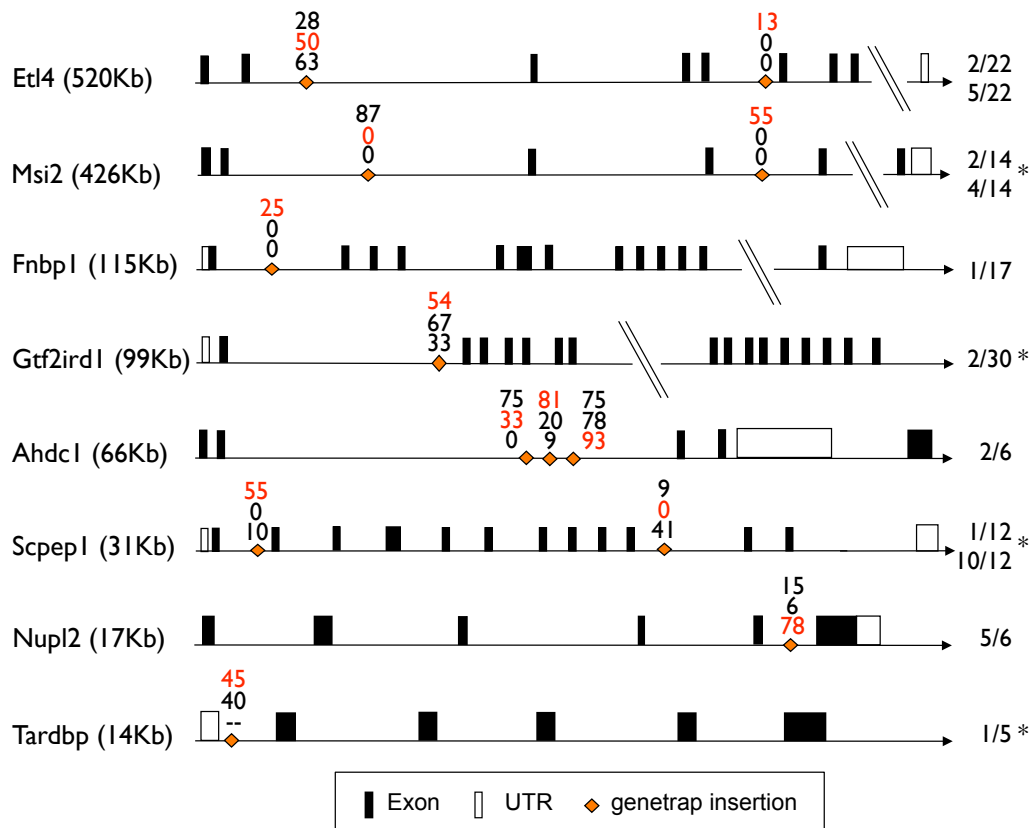 28 13
50 0
Etl4 (520Kb) 63 0 2/22
5/22
87 55
0 0
Msi2 (426Kb) 0 0 2/14 *
4/14
25
0
Fnbp1 (115Kb) 0 1/17
54
67
Gtf2ird1 (99Kb) 33 2/30 *
75 81 75
33 20 78
Ahdc1 (66Kb) 0 9 93 2/6
55 9
0 0
Scpep1 (31Kb) 10 41 1/12 *
10/12
15
6
Nupl2 (17Kb) 78 5/6
45
40
Tardbp (14Kb) -- 1/5 *
Exon UTR genetrap insertion